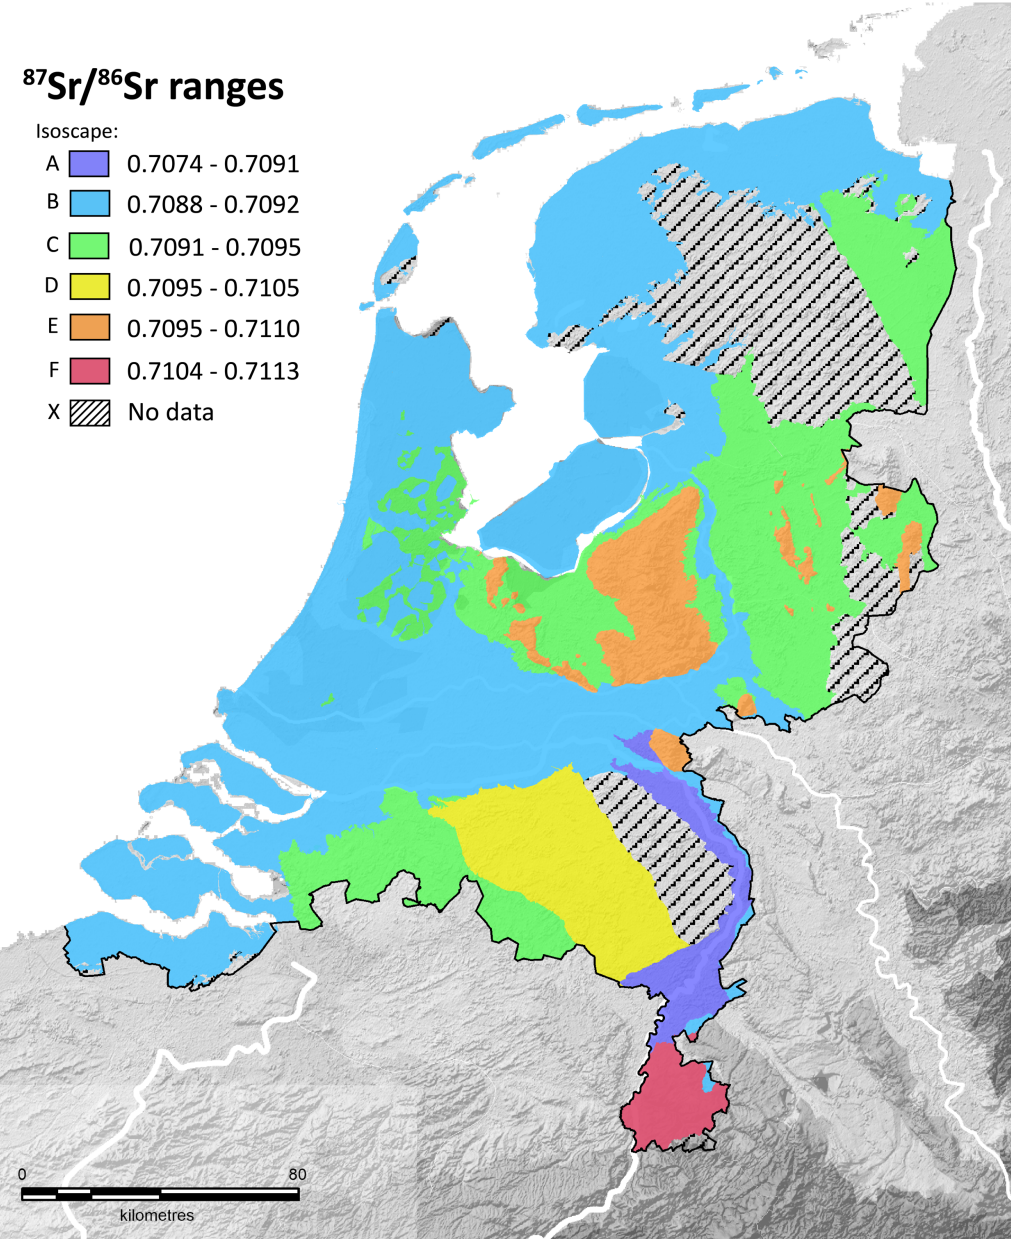 87Sr/86Sr ranges
Isoscape:
A 0.7074 - 0.7091
B 0.7088 - 0.7092
C 0.7091 - 0.7095
D 0.7095 - 0.7105
E 0.7095 - 0.7110
F 0.7104 - 0.7113
X No data
0 80
kilometres